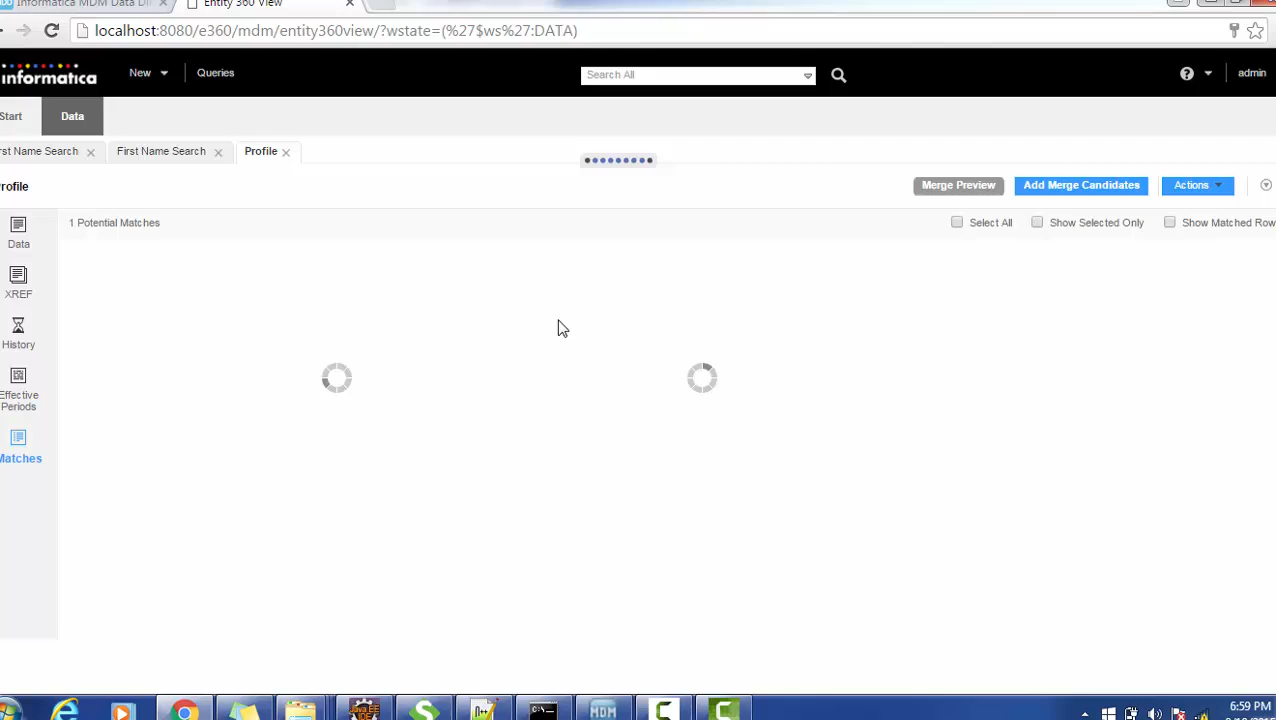 Informatica MDM Data Di
Entity 360 View
localhost:8080/e360/mdm/entity360view/?wstate=(%27$ws%27:DATA)
informatica
New
Queries
Search All
admin
Start
Data
rst Name Search
First Name Search
Profile
rofile
Merge Preview
Add Merge Candidates
Actions
1 Potential Matches
Select All
Show Selected Only
Show Matched Row
Data
XREF
History
Effective
Periods
Matches
Java EE
MDM
6:59 PM